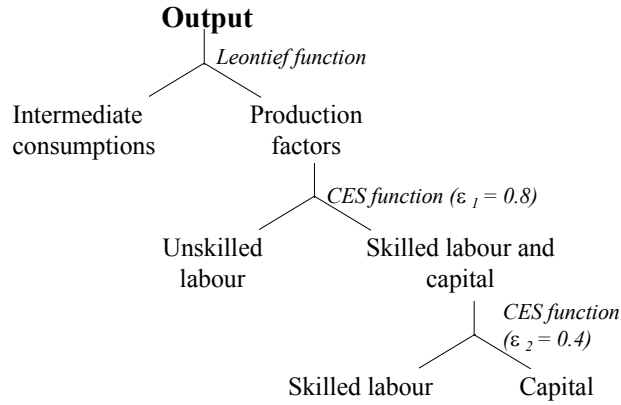 Output
Leontief function
Intermediate
consumptions
Production
factors
CES function (ε 1 = 0.8)
Unskilled
labour
Skilled labour and
capital
CES function
(ε 2 = 0.4)
Skilled labour
Capital